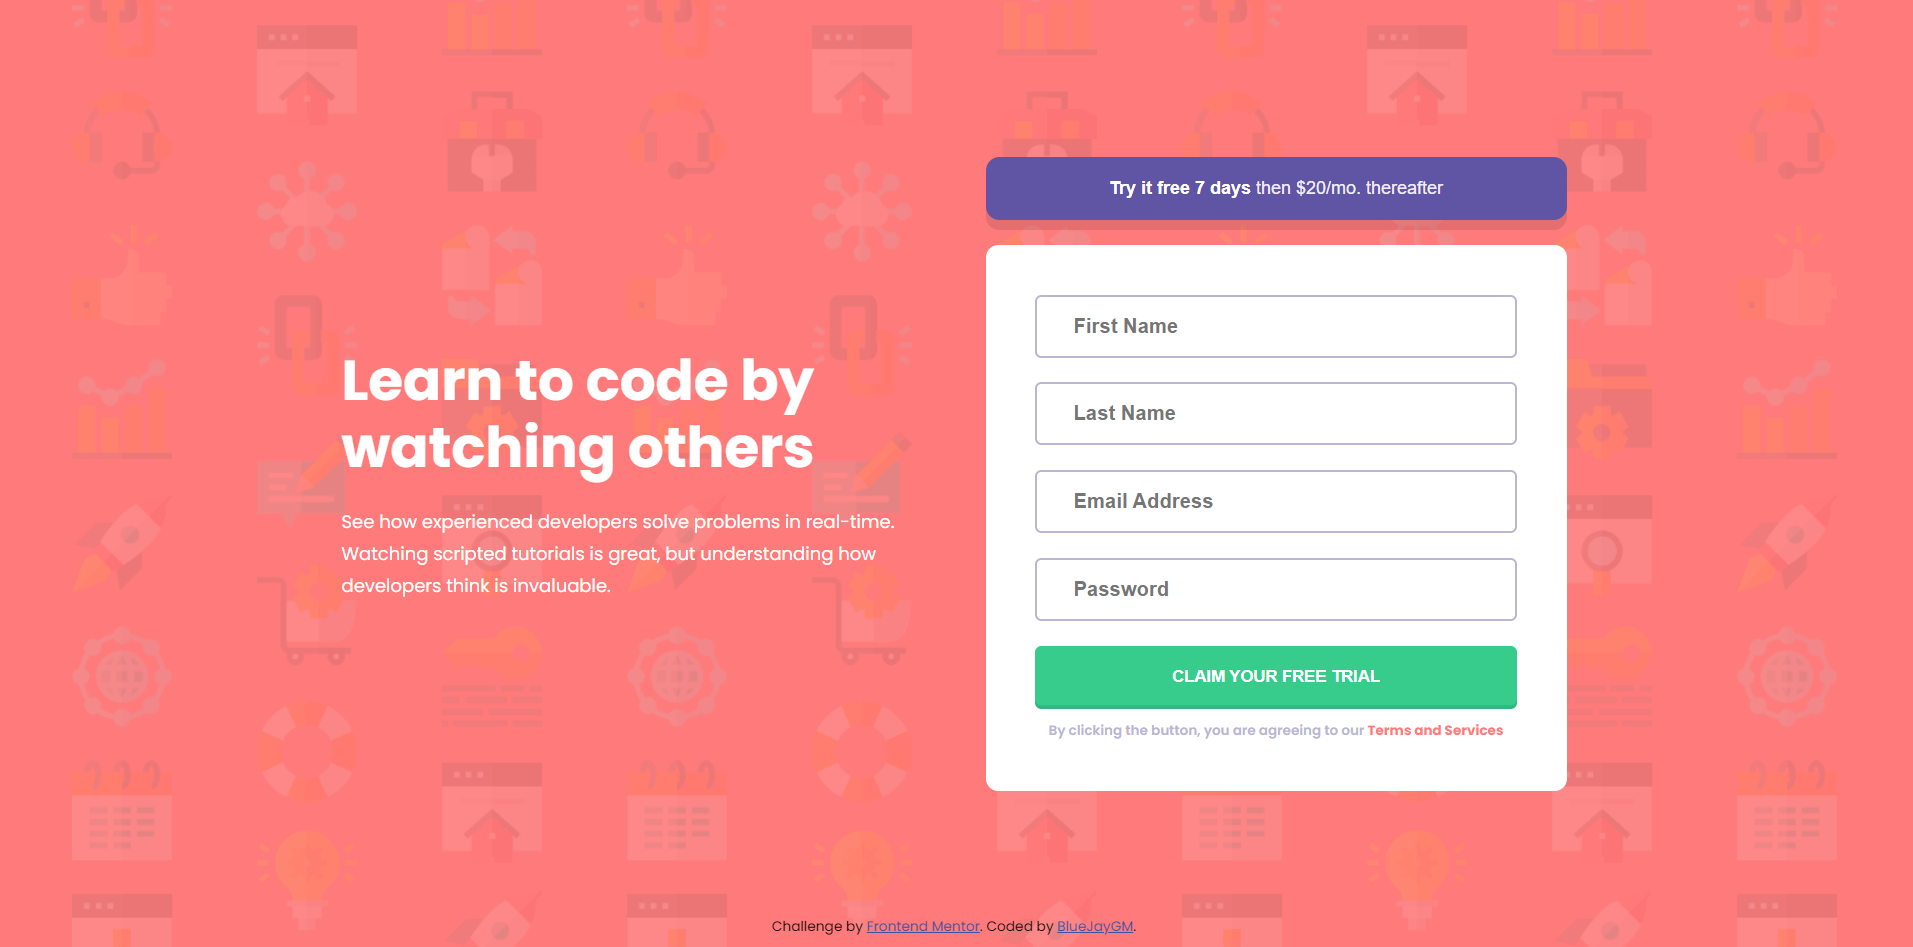 Learn to code by
watching others
See how experienced developers solve problems in real-time.
Watching scripted tutorials is great, but understanding how
developers think is invaluable.
Try it free 7 days then $20/mo. thereafter
First Name
Last Name
Email Address
Password
CLAIM YOUR FREE TRIAL
By clicking the button, you are agreeing to our Terms and Services
Challenge by Frontend Mentor. Coded by BlueJayGM.